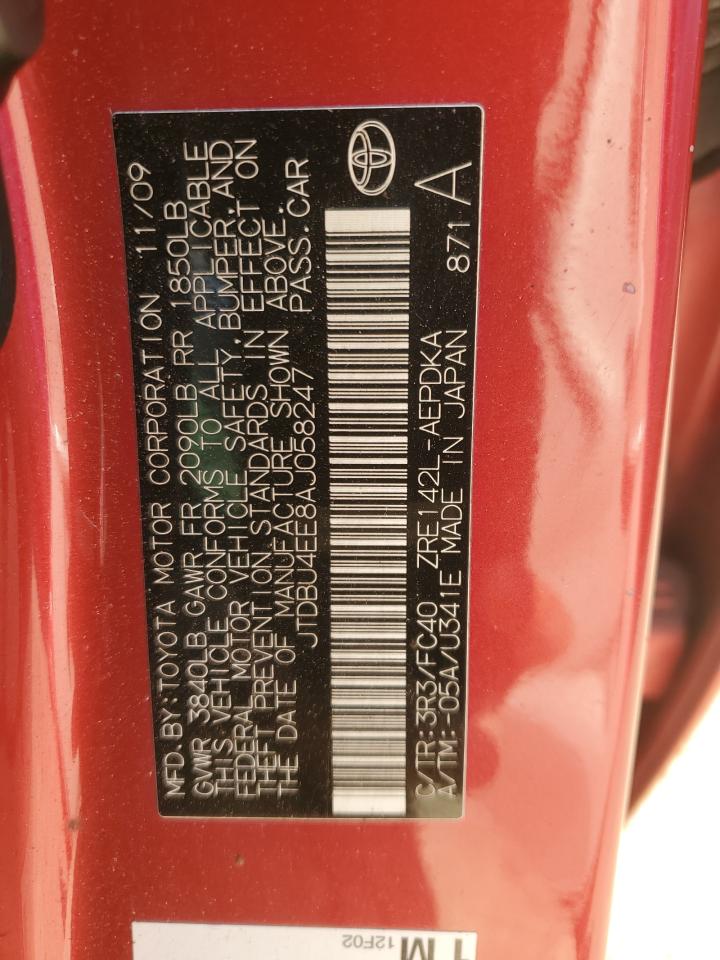 MFD.BY:TOYOTA MOTOR CORPORATION 11/09
GVWR 3840LB GAWR FR 2090LB RR 1850LB
THIS VEHICLE CONFORMS TO ALL APPLICABLE
FEDERAL MOTOR VEHICLE SAFETY,BUMPER,AND
THEFT PREVENTION STANDARDS IN EFFECT ON
THE DATE OF MANUFACTURE SHOWN ABOVE.
JTDBU4EE8AJ058247 PASS.CAR
C/TR:3R3/FC40 ZRE142L-AEPDKA 871 A
A/TM:-05A/U341E MADE IN JAPAN
12F02